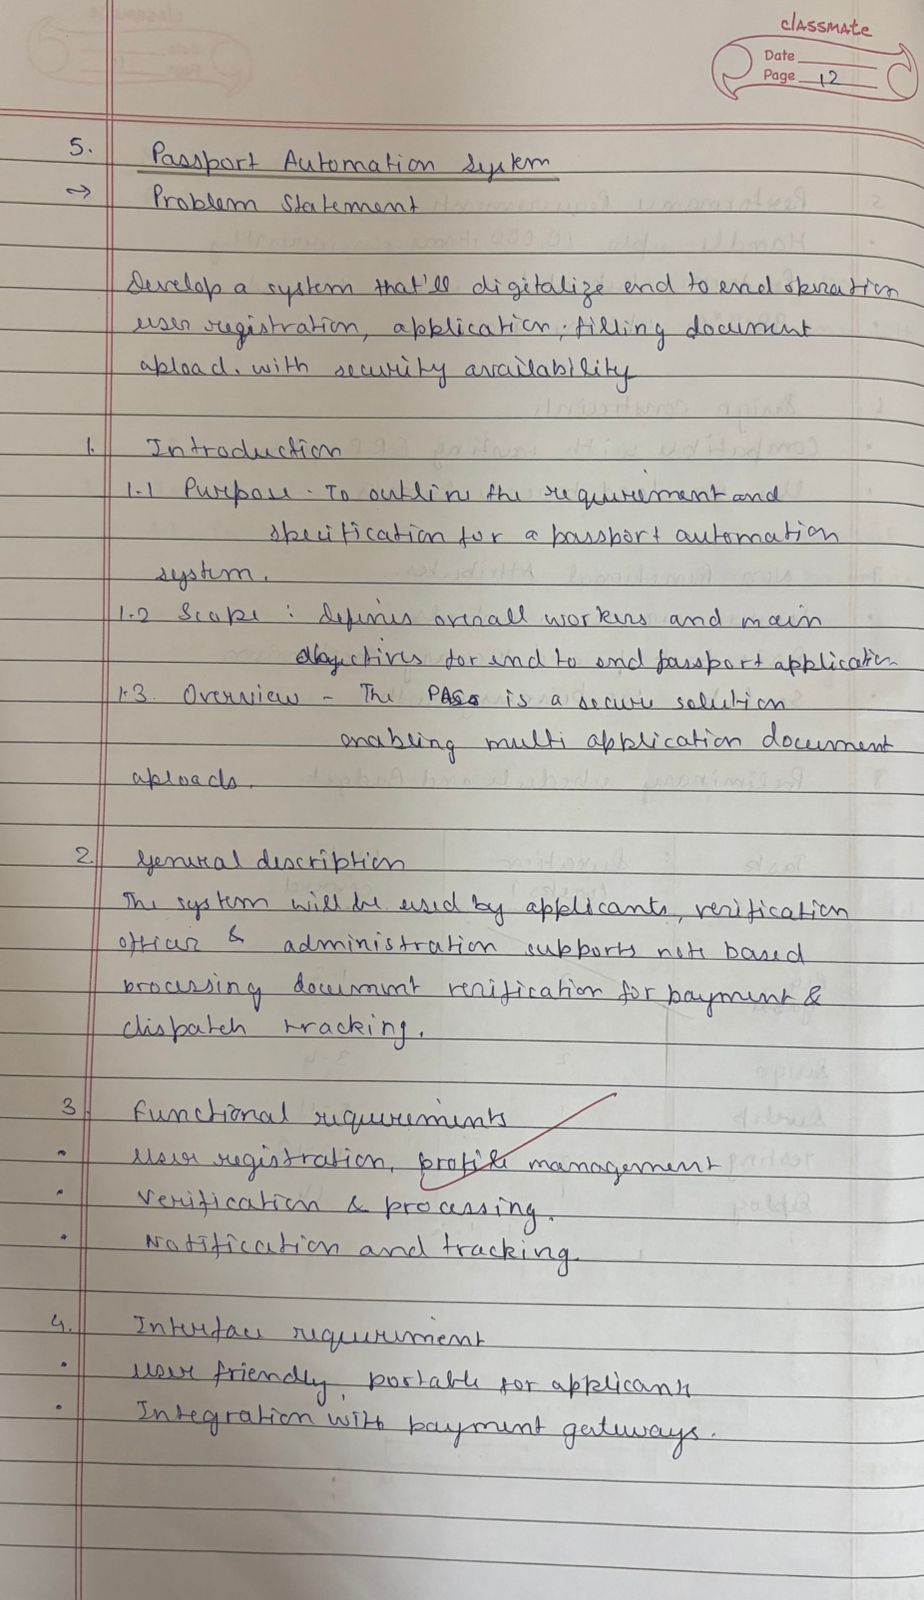 classmate
Date
Page 12
5. Passport Automation System
→ Problem Statement
Develop a system that'll digitalize end to end operation
user registration, application, filling document
upload. with security availability
1. Introduction
1.1 Purpose - To outline the requirement and
specification for a passport automation
system.
1.2 Scope : defines overall workers and main
objectives for end to end passport application
1.3. Overview - The PAS is a secure solution
enabling multi application document
uploads.
2. General description
The system will be used by applicants, verification
officer & administration supports note based
processing document verification for payment &
dispatch tracking.
3. Functional requirements
• User registration, profile management
• Verification & processing.
• Notification and tracking.
4. Interface requirement
• User friendly, portable for applicants
• Integration with payment gateways.